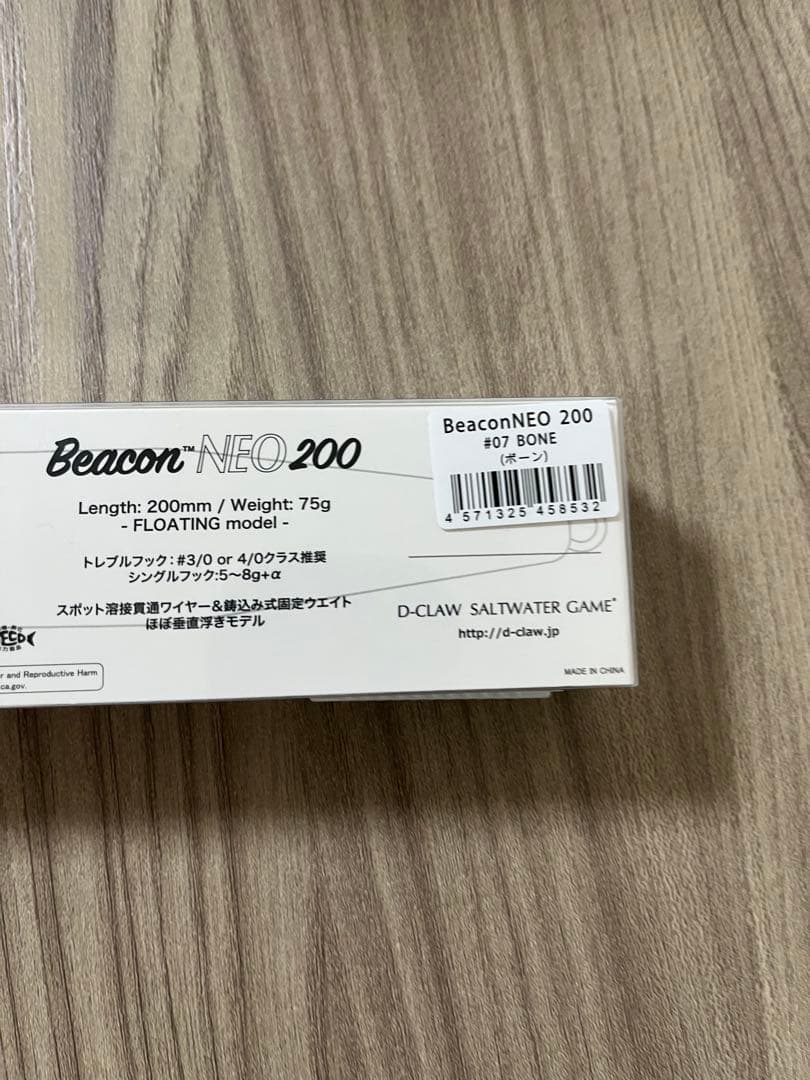 Beacon™ NEO 200
Length: 200mm / Weight: 75g
- FLOATING model -
トレブルフック：#3/0 or 4/0クラス推奨
シングルフック:5〜8g+α
スポット溶接貫通ワイヤー&鋳込み式固定ウエイト
ほぼ垂直浮きモデル
BeaconNEO 200
#07 BONE
(ボーン)
4 571325 458532
D-CLAW SALTWATER GAME®
http://d-claw.jp
MADE IN CHINA
and Reproductive Harm
ca.gov.